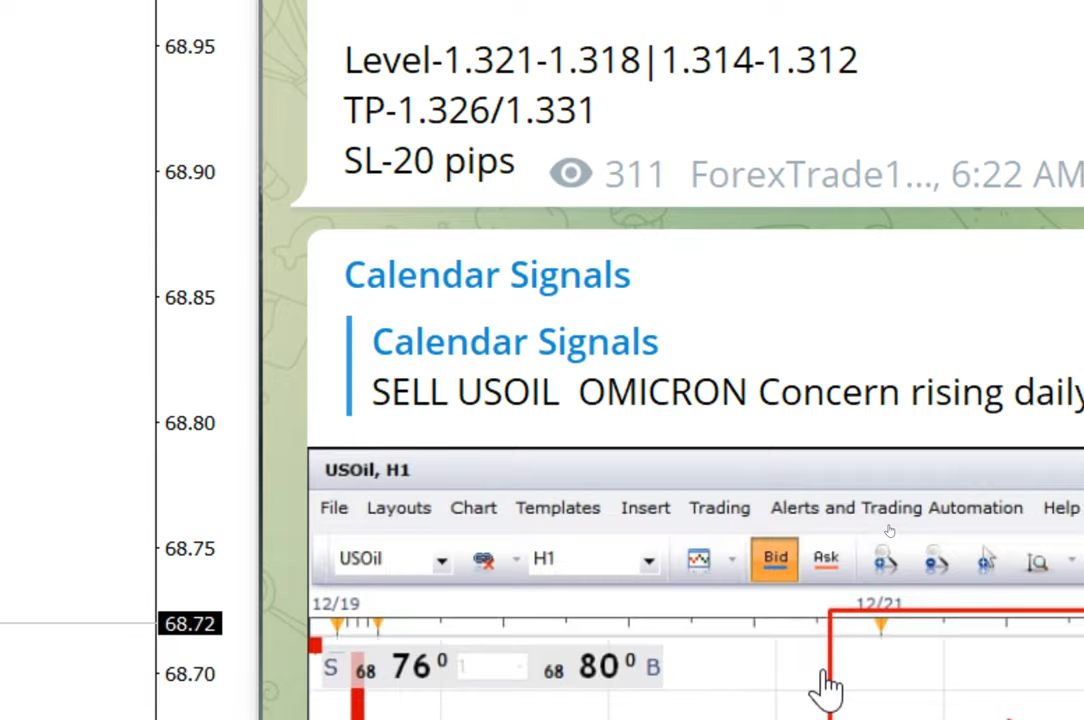 68.95
68.90
68.85
68.80
68.75
68.72
68.70
Level-1.321-1.318|1.314-1.312
TP-1.326/1.331
SL-20 pips
311 ForexTrade1..., 6:22 AM
Calendar Signals
Calendar Signals
SELL USOIL OMICRON Concern rising daily
USOil, H1
File Layouts Chart Templates Insert Trading Alerts and Trading Automation Help
USOil H1 Bid Ask
12/19 12/21
S 68 76⁰ 1 68 80⁰ B